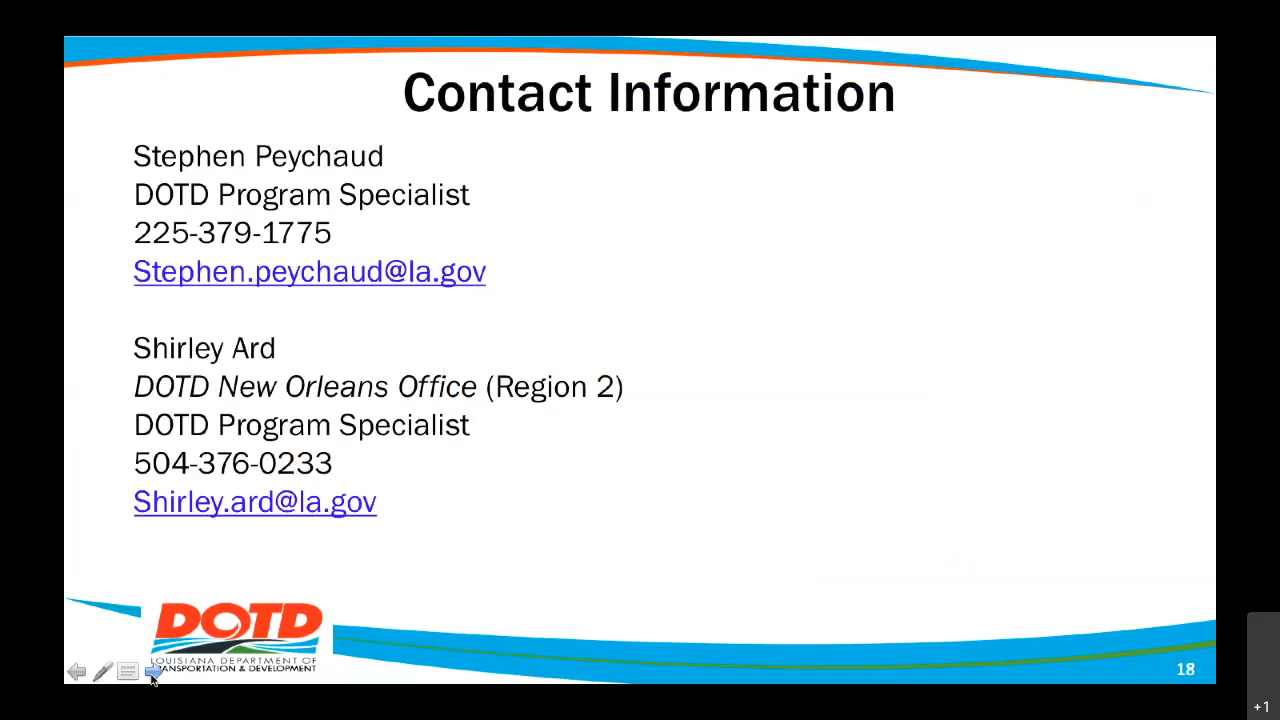 Contact Information
Stephen Peychaud
DOTD Program Specialist
225-379-1775
Stephen.peychaud@la.gov
Shirley Ard
DOTD New Orleans Office (Region 2)
DOTD Program Specialist
504-376-0233
Shirley.ard@la.gov
DOTD
LOUISIANA DEPARTMENT OF
TRANSPORTATION & DEVELOPMENT
18
+1